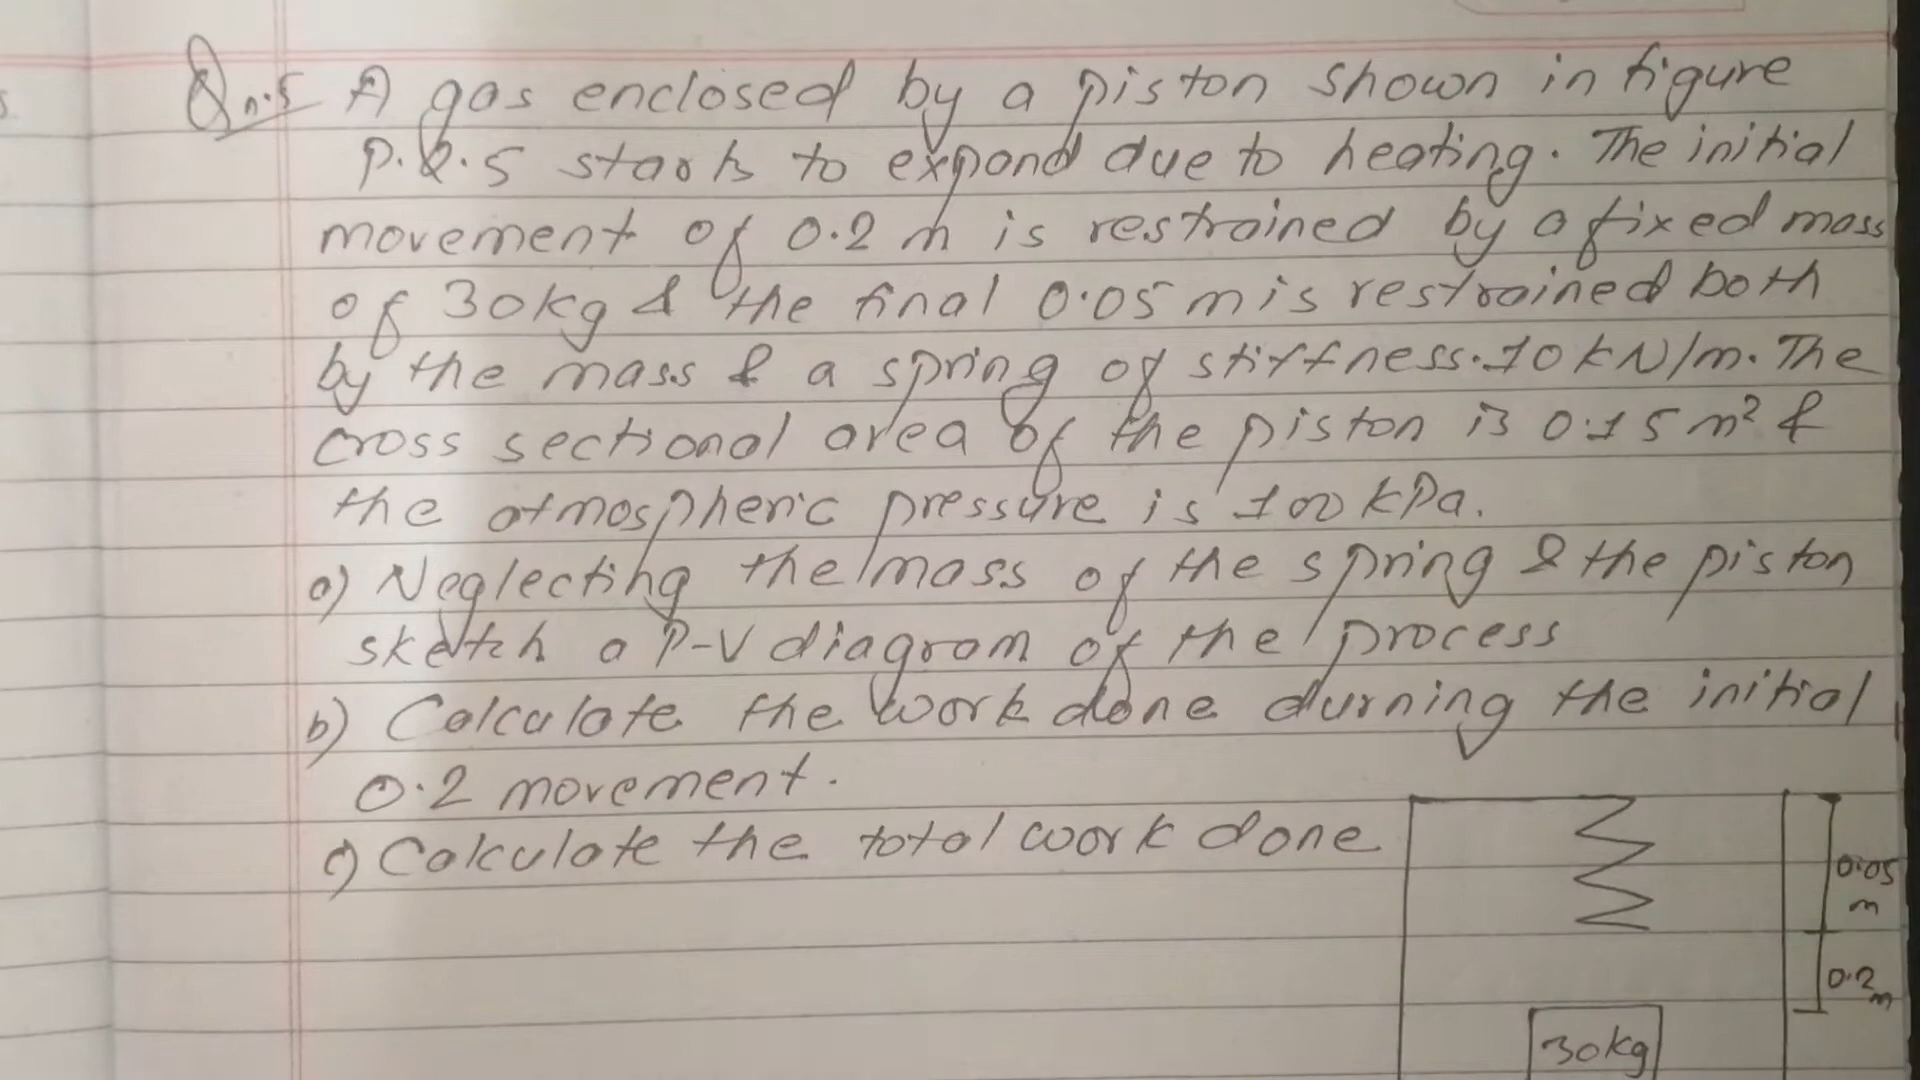 Qn.5 A gas enclosed by a piston shown in figure
P.Q.5 starts to expand due to heating. The initial
movement of 0.2 m is restrained by a fixed mass
of 30kg & the final 0.05 m is restrained both
by the mass & a spring of stiffness. 10 kN/m. The
cross sectional area of the piston is 0.15 m² &
the atmospheric pressure is 100 kPa.
a) Neglecting the mass of the spring & the piston
sketch a P-V diagram of the process
b) Calculate the work done durning the initial
0.2 movement.
c) Calculate the total work done
0.05
m
0.2
m
30kg